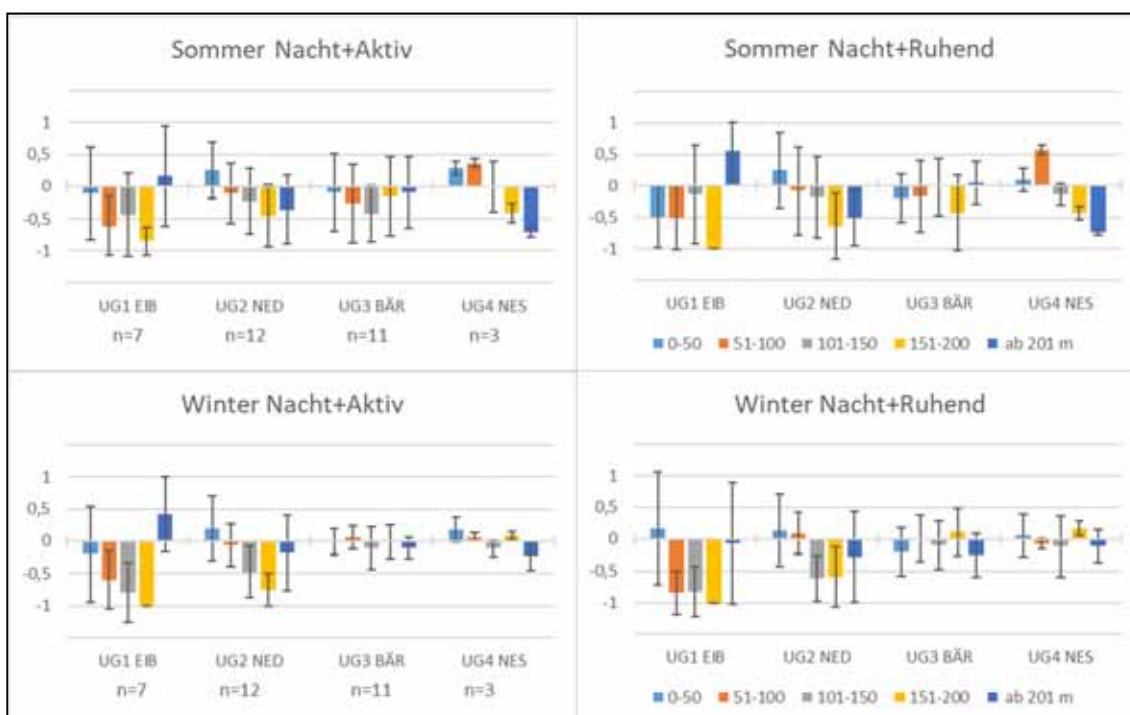 Sommer Nacht+Aktiv
1
0,5
0
-0,5
-1
UG1 EIB UG2 NED UG3 BÄR UG4 NES
n=7 n=12 n=11 n=3
Sommer Nacht+Ruhend
1
0,5
0
-0,5
-1
UG1 EIB UG2 NED UG3 BÄR UG4 NES
0-50 51-100 101-150 151-200 ab 201 m
Winter Nacht+Aktiv
1
0,5
0
-0,5
-1
UG1 EIB UG2 NED UG3 BÄR UG4 NES
n=7 n=12 n=11 n=3
Winter Nacht+Ruhend
1
0,5
0
-0,5
-1
UG1 EIB UG2 NED UG3 BÄR UG4 NES
0-50 51-100 101-150 151-200 ab 201 m